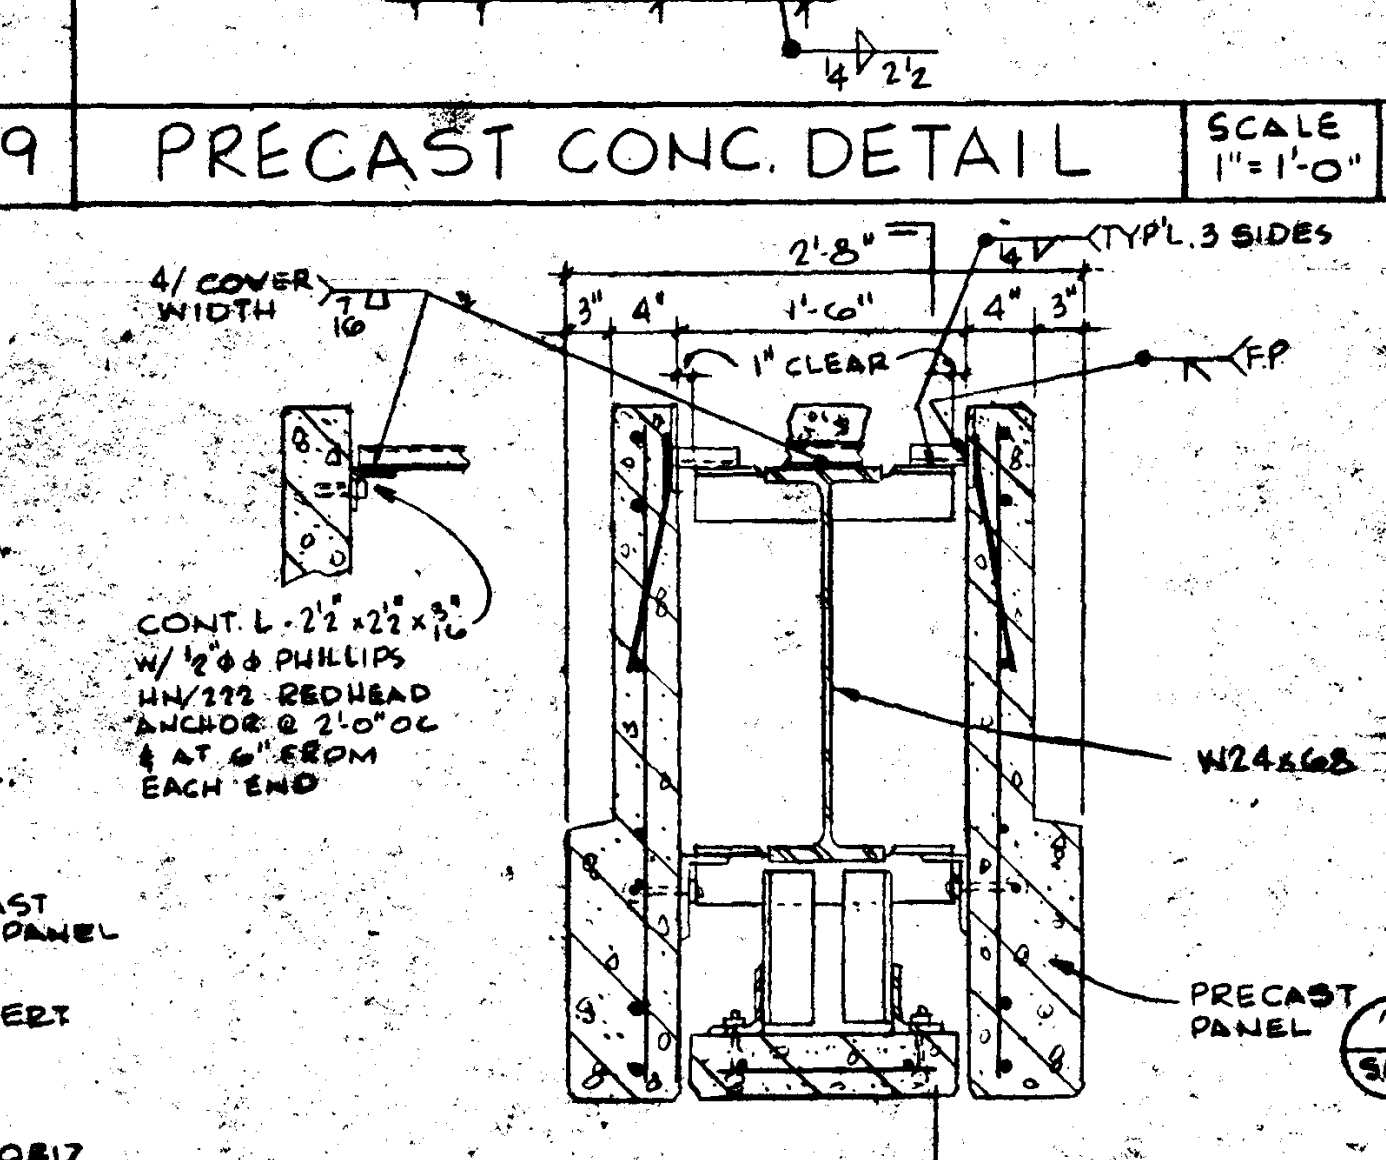 1/4 2 1/2
9 PRECAST CONC. DETAIL
SCALE
1" = 1'-0"
2'-8"
1/4 TYP'L. 3 SIDES
4/ COVER
WIDTH
7/16
3" 4" 1'-6" 4" 3"
1" CLEAR
F.P
CONT. L - 2 1/2" x 2 1/2" x 3/16"
W/ 1/2" φ φ PHILLIPS
HN/222 REDHEAD
ANCHOR @ 2'-0" OC
& AT 6" FROM
EACH END
W24x68
PANEL
PRECAST
PANEL